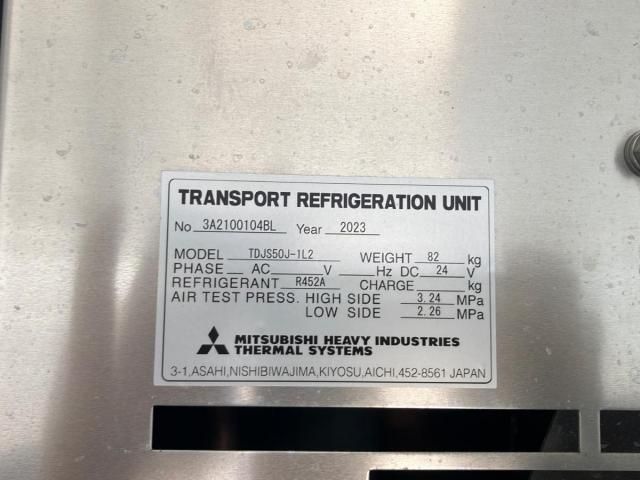 TRANSPORT REFRIGERATION UNIT
No 3A2100104BL Year 2023
MODEL TDJS50J-1L2 WEIGHT 82 kg
PHASE AC V Hz DC 24 V
REFRIGERANT R452A CHARGE kg
AIR TEST PRESS. HIGH SIDE 3.24 MPa
LOW SIDE 2.26 MPa
MITSUBISHI HEAVY INDUSTRIES
THERMAL SYSTEMS
3-1,ASAHI,NISHIBIWAJIMA,KIYOSU,AICHI,452-8561 JAPAN